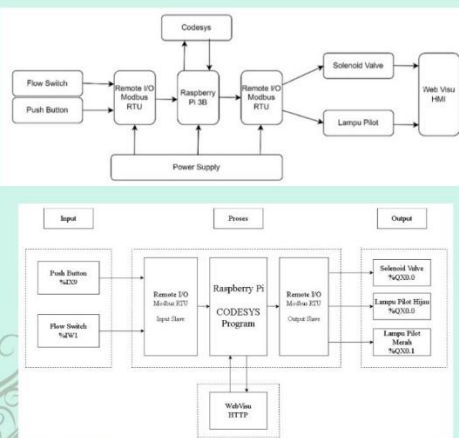 Codesys
Flow Switch
Push Button
Remote I/O
Modbus
RTU
Raspberry
Pi 3B
Remote I/O
Modbus
RTU
Solenoid Valve
Lampu Pilot
Web Visu
HMI
Power Supply
Input
Proses
Output
Push Button
%IX9
Flow Switch
%IW1
Remote I/O
Modbus RTU
Input Slave
Raspberry Pi
CODESYS
Program
Remote I/O
Modbus RTU
Output Slave
Solenoid Valve
%QX0.0
Lampu Pilot Hijau
%QX0.0
Lampu Pilot
Merah
%QX0.1
WebVisu
HTTP